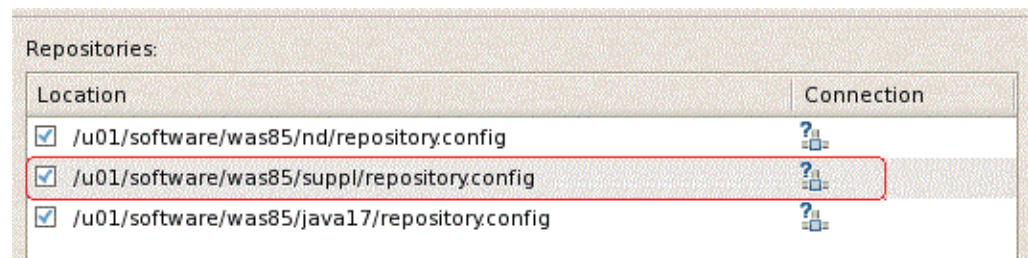 Repositories:
Location Connection
/u01/software/was85/nd/repository.config
/u01/software/was85/suppl/repository.config
/u01/software/was85/java17/repository.config